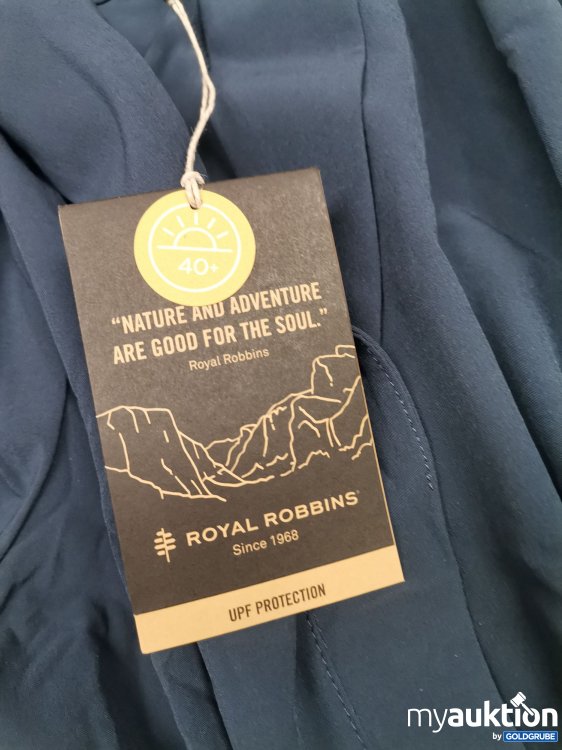 40+
“NATURE AND ADVENTURE
ARE GOOD FOR THE SOUL.”
Royal Robbins
ROYAL ROBBINS
Since 1968
UPF PROTECTION
myauktion
by GOLDGRUBE